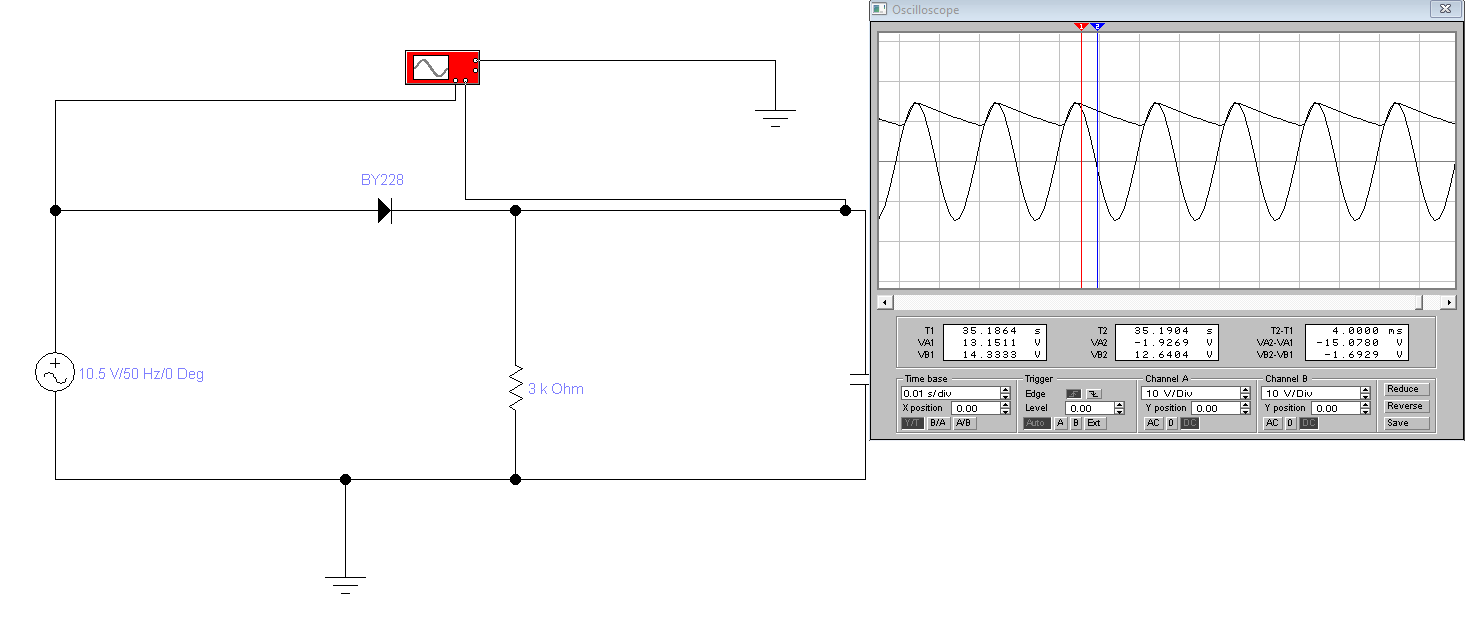 Oscilloscope
1 2
BY228
10.5 V/50 Hz/0 Deg
3 k Ohm
T1 35.1864 s T2 35.1904 s T2-T1 4.0000 ms
VA1 13.1511 V VA2 -1.9269 V VA2-VA1 -15.0780 V
VB1 14.3333 V VB2 12.6404 V VB2-VB1 -1.6929 V
Time base Trigger Channel A Channel B
0.01 s/div Edge 10 V/Div 10 V/Div Reduce
X position 0.00 Level 0.00 Y position 0.00 Y position 0.00 Reverse
Y/T B/A A/B Auto A B Ext AC 0 DC AC 0 DC Save